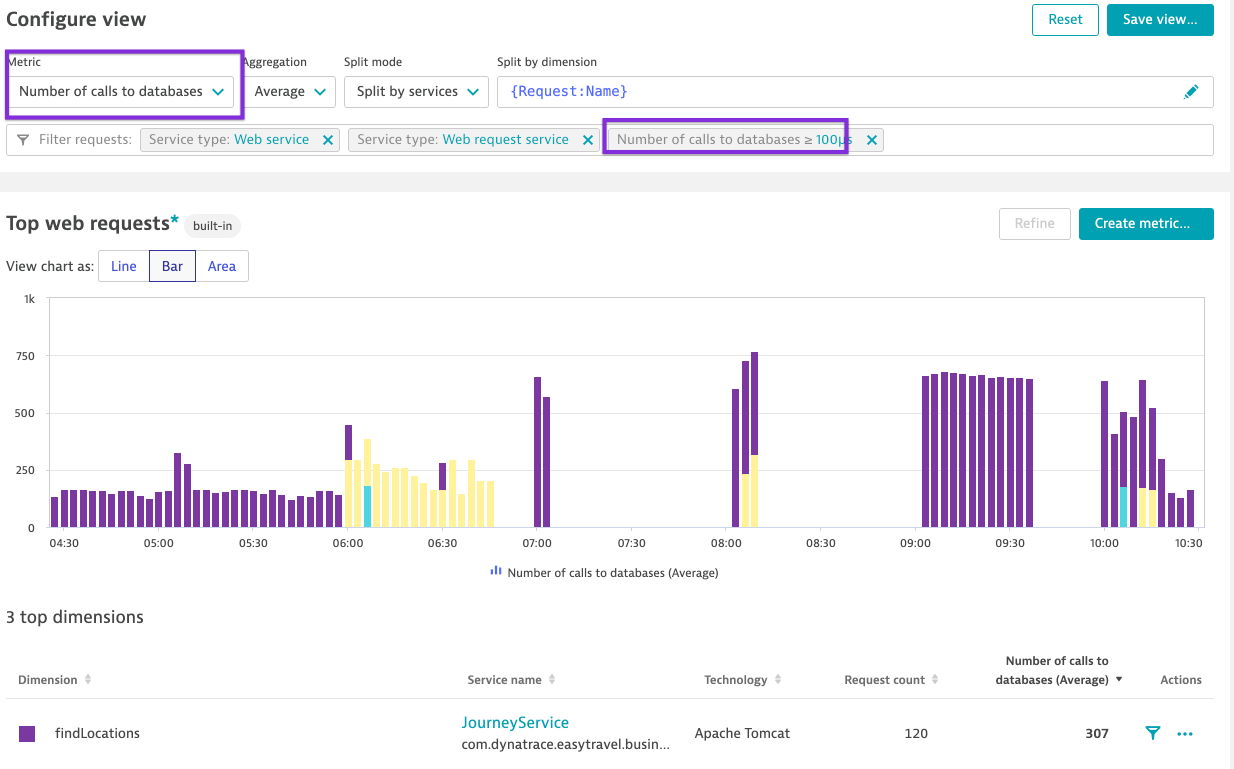 Configure view
Reset
Save view...
Metric
Aggregation
Split mode
Split by dimension
Number of calls to databases
Average
Split by services
{Request:Name}
Filter requests:
Service type: Web service
Service type: Web request service
Number of calls to databases ≥ 100µs
Top web requests*
built-in
Refine
Create metric...
View chart as:
Line
Bar
Area
1k
750
500
250
0
04:30
05:00
05:30
06:00
06:30
07:00
07:30
08:00
08:30
09:00
09:30
10:00
10:30
Number of calls to databases (Average)
3 top dimensions
Dimension
Service name
Technology
Request count
Number of calls to
databases (Average)
Actions
findLocations
JourneyService
com.dynatrace.easytravel.busin...
Apache Tomcat
120
307